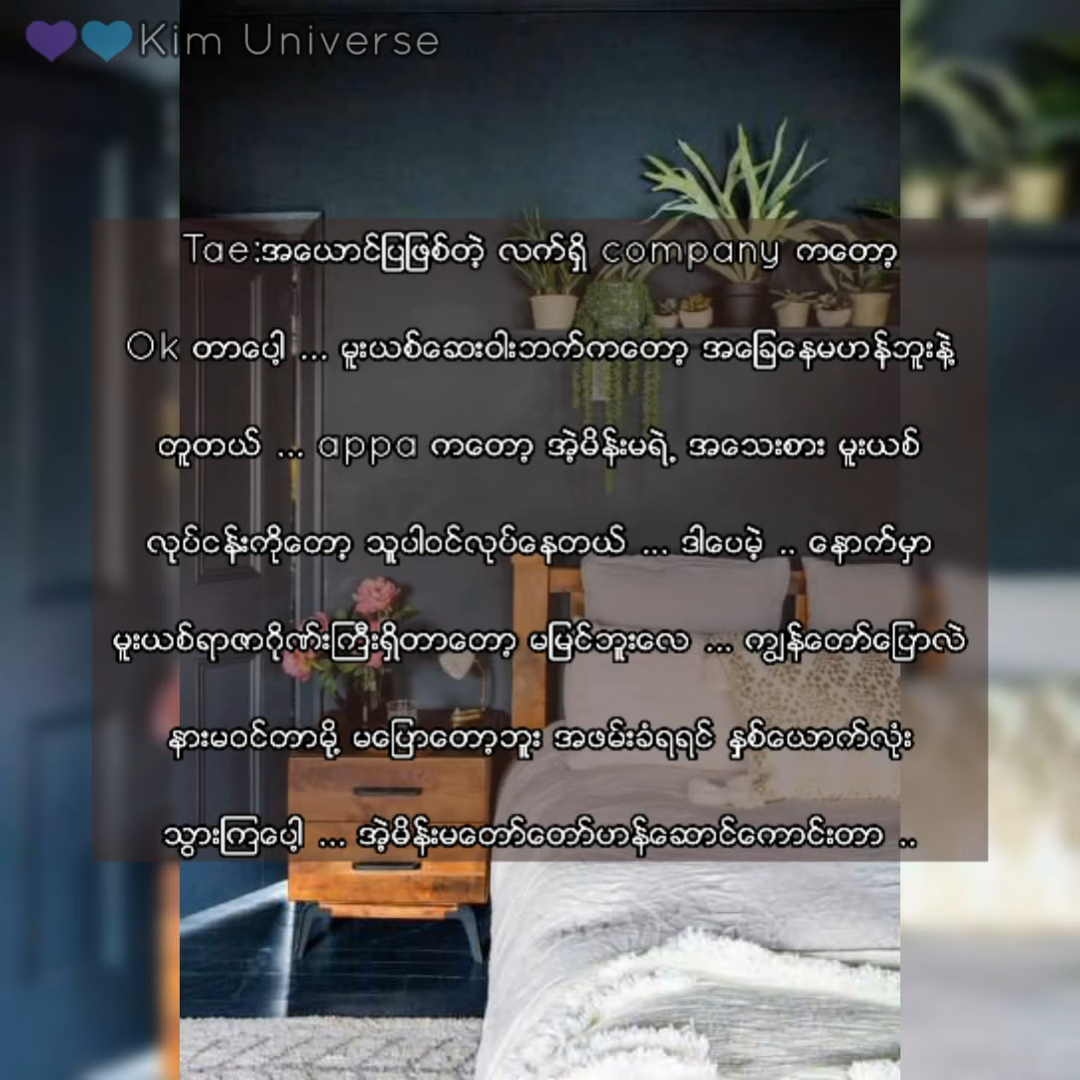 💜💙Kim Universe
Tae:အယောင်ပြဖြစ်တဲ့ လက်ရှိ company ကတော့
Ok တာပေါ့ ... မူးယစ်ဆေးဝါးဘက်ကတော့ အခြေနေမဟန်ဘူးနဲ့
တူတယ် ... appa ကတော့ အဲ့မိန်းမရဲ့ အသေးစား မူးယစ်
လုပ်ငန်းကိုတော့ သူပါဝင်လုပ်နေတယ် ... ဒါပေမဲ့ .. နောက်မှာ
မူးယစ်ရာဇာဂိုဏ်းကြီးရှိတာတော့ မမြင်ဘူးလေ ... ကျွန်တော်ပြောလဲ
နားမဝင်တာမို့ မပြောတော့ဘူး အဖမ်းခံရရင် နှစ်ယောက်လုံး
သွားကြပေါ့ ... အဲ့မိန်းမတော်တော်ဟန်ဆောင်ကောင်းတာ ..